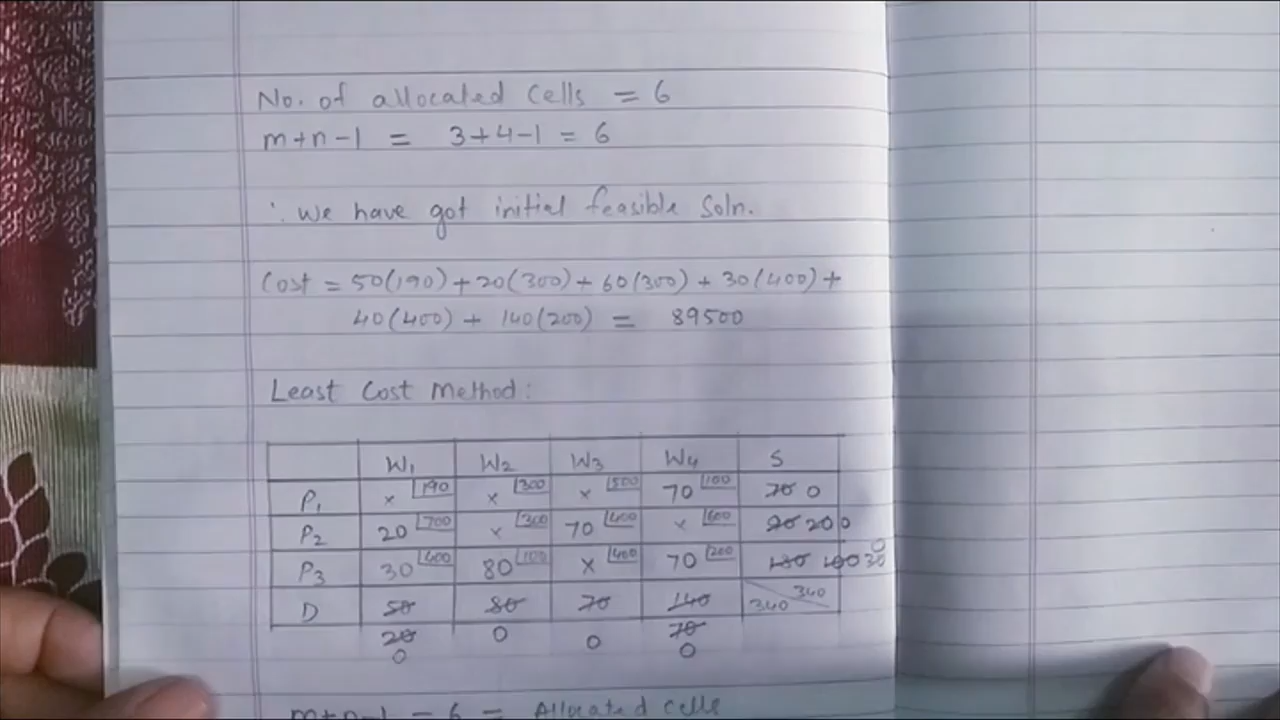 No. of allocated cells = 6
m+n-1 = 3+4-1 = 6
∴ We have got initial feasible Soln.
Cost = 50(190) + 20(300) + 60(300) + 30(400) +
40(400) + 140(200) = 89500
Least Cost Method:
W1 W2 W3 W4 S
P1 × 190 × 300 × 500 70 100 70 0
P2 20 700 × 300 70 400 × 600 90 20 0
P3 30 400 80 100 × 400 70 200 180 100 30 0
D 50 80 70 140 340 340
20 0 0 70
0 0
m+n-1 = 6 = Allocated cells